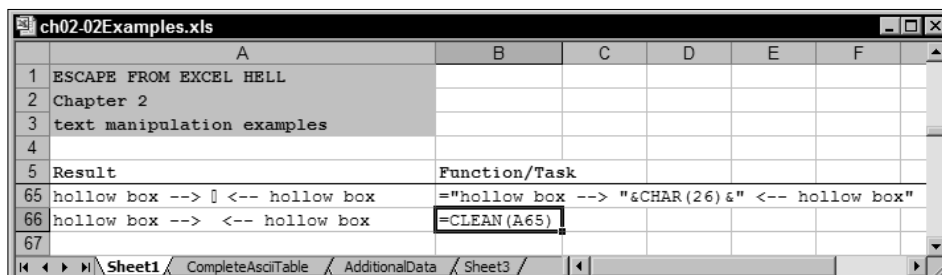 ch02-02Examples.xls
A B C D E F
1 ESCAPE FROM EXCEL HELL
2 Chapter 2
3 text manipulation examples
4
5 Result Function/Task
65 hollow box --> ▯ <-- hollow box ="hollow box --> "&CHAR(26)&" <-- hollow box"
66 hollow box --> <-- hollow box =CLEAN(A65)
67
Sheet1 CompleteAsciiTable AdditionalData Sheet3